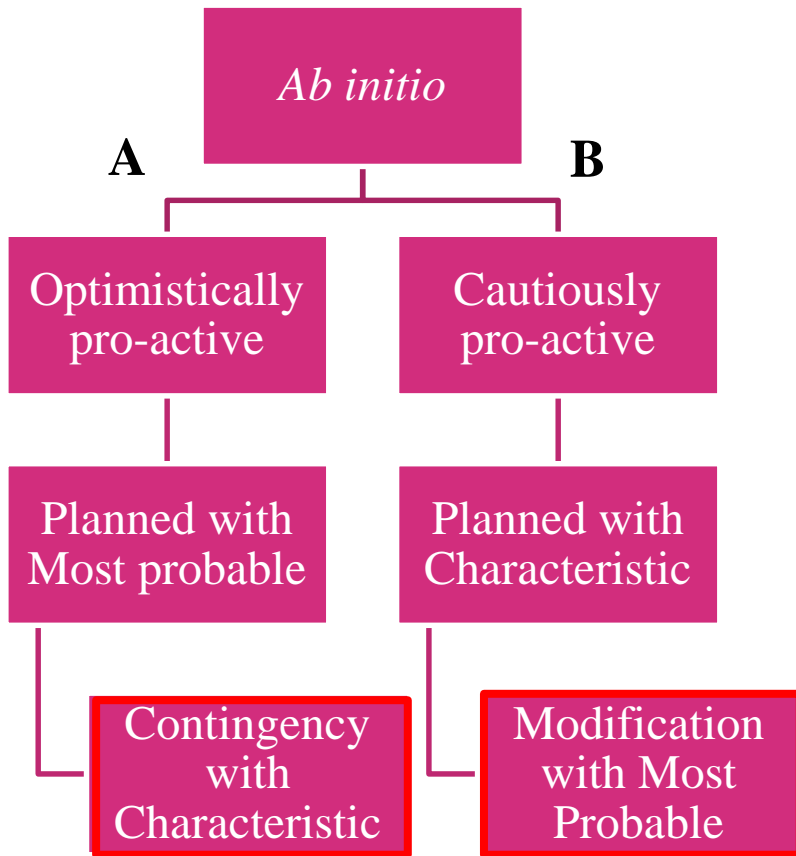 Ab initio
A
B
Optimistically
pro-active
Cautiously
pro-active
Planned with
Most probable
Planned with
Characteristic
Contingency
with
Characteristic
Modification
with Most
Probable